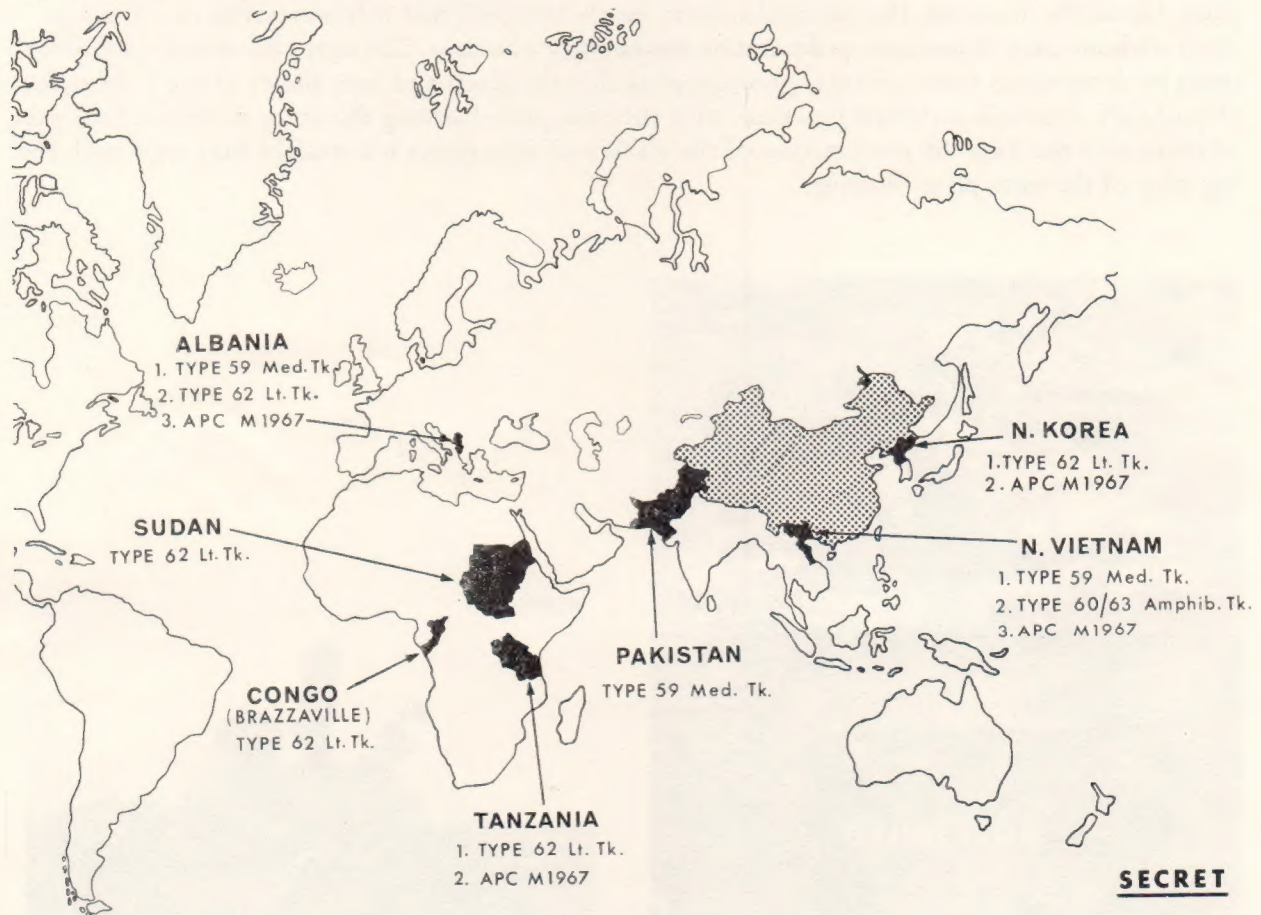 ALBANIA
1. TYPE 59 Med. Tk.
2. TYPE 62 Lt. Tk.
3. APC M1967
N. KOREA
1. TYPE 62 Lt. Tk.
2. APC M1967
SUDAN
TYPE 62 Lt. Tk.
N. VIETNAM
1. TYPE 59 Med. Tk.
2. TYPE 60/63 Amphib. Tk.
3. APC M1967
PAKISTAN
TYPE 59 Med. Tk.
CONGO
(BRAZZAVILLE)
TYPE 62 Lt. Tk.
TANZANIA
1. TYPE 62 Lt. Tk.
2. APC M1967
SECRET